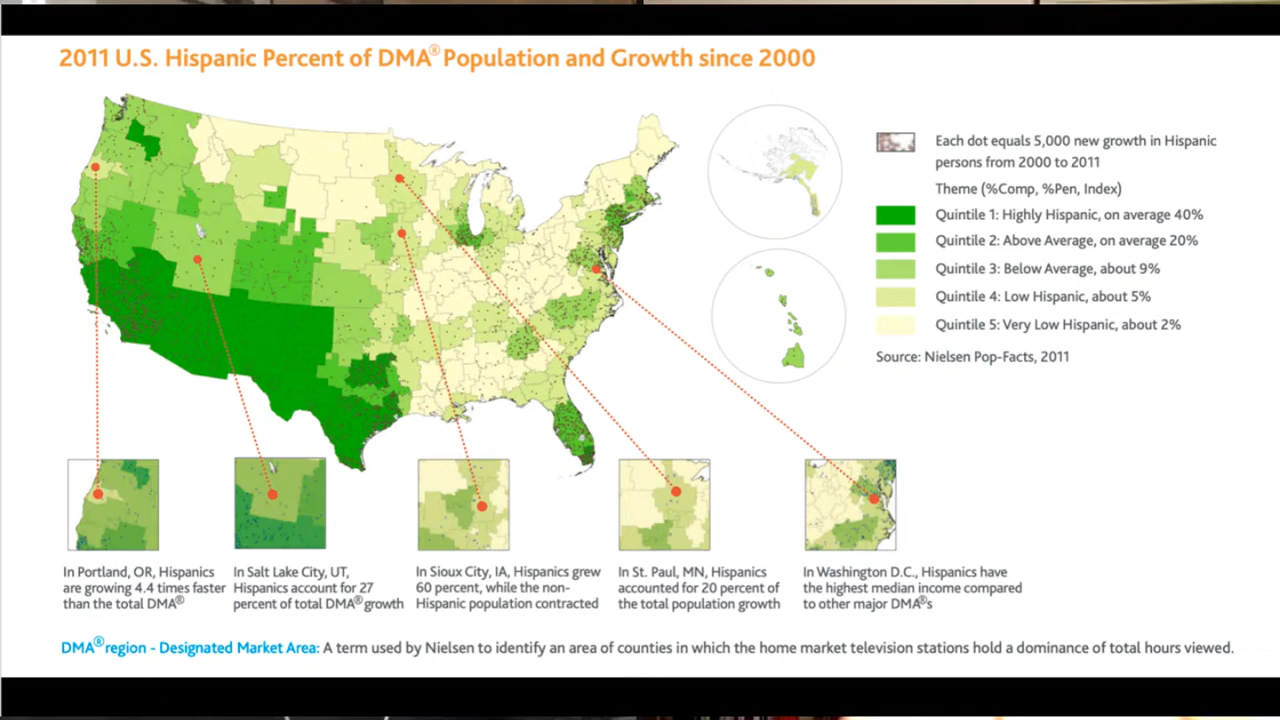 2011 U.S. Hispanic Percent of DMA® Population and Growth since 2000
Each dot equals 5,000 new growth in Hispanic
persons from 2000 to 2011
Theme (%Comp, %Pen, Index)
Quintile 1: Highly Hispanic, on average 40%
Quintile 2: Above Average, on average 20%
Quintile 3: Below Average, about 9%
Quintile 4: Low Hispanic, about 5%
Quintile 5: Very Low Hispanic, about 2%
Source: Nielsen Pop-Facts, 2011
In Portland, OR, Hispanics
are growing 4.4 times faster
than the total DMA®
In Salt Lake City, UT,
Hispanics account for 27
percent of total DMA® growth
In Sioux City, IA, Hispanics grew
60 percent, while the non-
Hispanic population contracted
In St. Paul, MN, Hispanics
accounted for 20 percent of
the total population growth
In Washington D.C., Hispanics have
the highest median income compared
to other major DMA®s
DMA® region - Designated Market Area: A term used by Nielsen to identify an area of counties in which the home market television stations hold a dominance of total hours viewed.